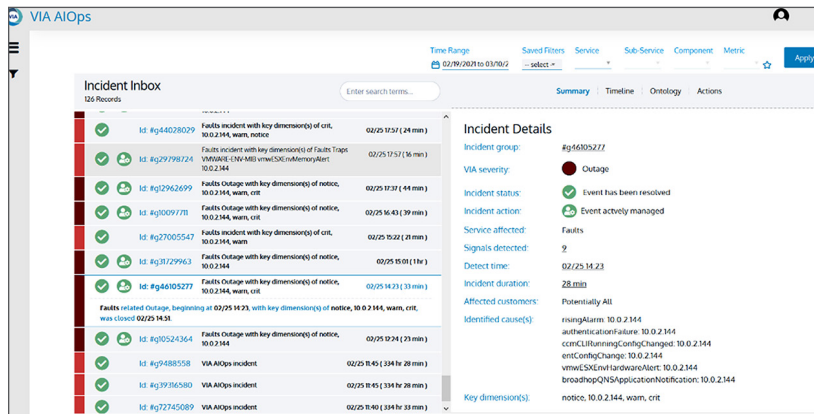 VIA VIA AIOps
Time Range Saved Filters Service Sub-Service Component Metric
02/19/2021 to 03/10/2 -- select -- Apply
Incident Inbox
126 Records
Enter search terms...
Summary Timeline Ontology Actions
10.0.2.144
Id: #g44028029 Faults incident with key dimension(s) of crit, 02/25 17:57 ( 24 min )
10.0.2.144, warn, notice
Id: #g29798724 Faults incident with key dimension(s) of Faults Traps 02/25 17:57 ( 16 min )
VMWARE-ENV-MIB vmwESXEnvMemoryAlert
10.0.2.144
Id: #g12962699 Faults Outage with key dimension(s) of notice, 02/25 17:37 ( 44 min )
10.0.2.144, warn, crit
Id: #g10097711 Faults Outage with key dimension(s) of notice, 02/25 16:43 ( 39 min )
10.0.2.144, warn, crit
Id: #g27005547 Faults incident with key dimension(s) of crit, 02/25 15:22 ( 21 min )
10.0.2.144, warn
Id: #g31729963 Faults Outage with key dimension(s) of notice, 02/25 15:01 ( 1 hr )
10.0.2.144
Id: #g46105277 Faults Outage with key dimension(s) of notice, 02/25 14:23 ( 33 min )
10.0.2.144, warn, crit
Faults related Outage, beginning at 02/25 14:23, with key dimension(s) of notice, 10.0.2.144, warn, crit,
was closed 02/25 14:51.
Id: #g10524364 Faults Outage with key dimension(s) of notice, 02/25 12:24 ( 23 min )
10.0.2.144, warn, crit
Id: #g9488558 VIA AIOps incident 02/25 11:45 ( 334 hr 28 min )
Id: #g39316580 VIA AIOps incident 02/25 11:45 ( 334 hr 28 min )
Id: #g72745089 VIA AIOps incident 02/25 11:40 ( 334 hr 33 min )
Incident Details
Incident group: #g46105277
VIA severity: Outage
Incident status: Event has been resolved
Incident action: Event actvely managed
Service affected: Faults
Signals detected: 9
Detect time: 02/25 14:23
Incident duration: 28 min
Affected customers: Potentially All
Identified cause(s): risingAlarm: 10.0.2.144
authenticationFailure: 10.0.2.144
ccmCLIRunningConfigChanged: 10.0.2.144
entConfigChange: 10.0.2.144
vmwESXEnvHardwareAlert: 10.0.2.144
broadhopQNSApplicationNotification: 10.0.2.144
Key dimension(s): notice, 10.0.2.144, warn, crit